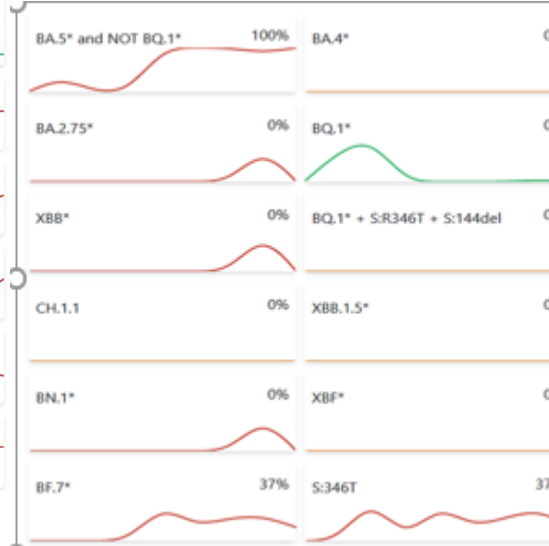 BA.5* and NOT BQ.1* 100% BA.4*
BA.2.75* 0% BQ.1*
XBB* 0% BQ.1* + S:R346T + S:144del
CH.1.1 0% XBB.1.5*
BN.1* 0% XBF*
BF.7* 37% S:346T